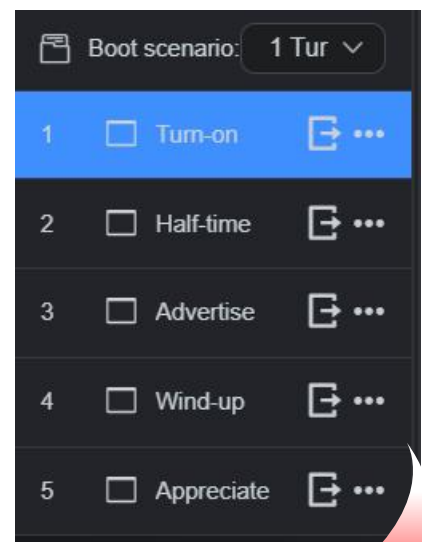 Boot scenario: 1 Tur
1 Turn-on
2 Half-time
3 Advertise
4 Wind-up
5 Appreciate